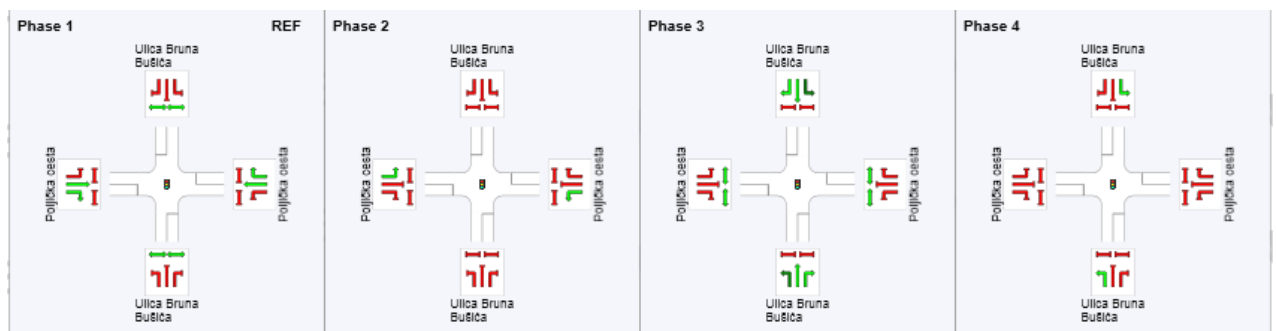 Phase 1 REF
Ulica Bruna
Bušića
Poljička cesta
Poljička cesta
Ulica Bruna
Bušića
Phase 2
Ulica Bruna
Bušića
Poljička cesta
Poljička cesta
Ulica Bruna
Bušića
Phase 3
Ulica Bruna
Bušića
Poljička cesta
Poljička cesta
Ulica Bruna
Bušića
Phase 4
Ulica Bruna
Bušića
Poljička cesta
Poljička cesta
Ulica Bruna
Bušića